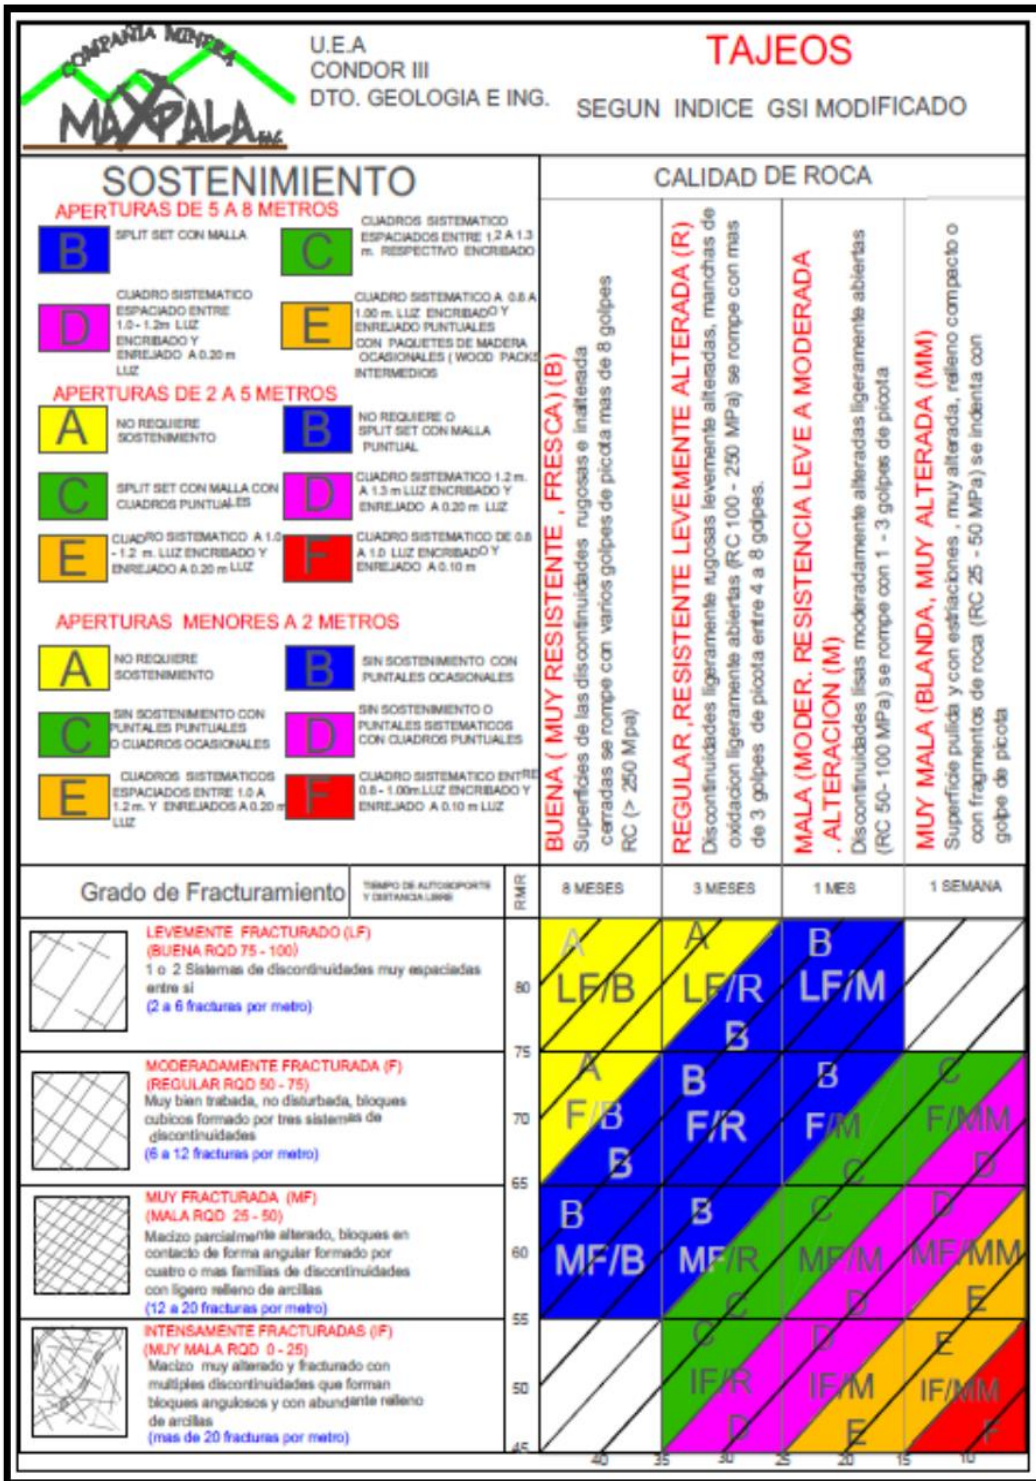 COMPAÑIA MINERA
MAXPALA INC.
U.E.A
CONDOR III
DTO. GEOLOGIA E ING.
TAJEOS
SEGUN INDICE GSI MODIFICADO
SOSTENIMIENTO
APERTURAS DE 5 A 8 METROS
B
SPLIT SET CON MALLA
C
CUADROS SISTEMATICO
ESPACIADOS ENTRE 1.2 A 1.3
m. RESPECTIVO ENCRIBADO
D
CUADRO SISTEMATICO
ESPACIADO ENTRE
1.0 - 1.2m LUZ
ENCRIBADO Y
ENREJADO A 0.20 m
LUZ
E
CUADRO SISTEMATICO A 0.8 A
1.00 m. LUZ ENCRIBADO Y
ENREJADO PUNTUALES
CON PAQUETES DE MADERA
OCASIONALES ( WOOD PACKS
INTERMEDIOS
APERTURAS DE 2 A 5 METROS
A
NO REQUIERE
SOSTENIMIENTO
B
NO REQUIERE O
SPLIT SET CON MALLA
PUNTUAL
C
SPLIT SET CON MALLA CON
CUADROS PUNTUALES
D
CUADRO SISTEMATICO 1.2 m.
A 1.3 m LUZ ENCRIBADO Y
ENREJADO A 0.20 m LUZ
E
CUADRO SISTEMATICO A 1.0
- 1.2 m. LUZ ENCRIBADO Y
ENREJADO A 0.20 m LUZ
F
CUADRO SISTEMATICO DE 0.8
A 1.0 LUZ ENCRIBADO Y
ENREJADO A 0.10 m
APERTURAS MENORES A 2 METROS
A
NO REQUIERE
SOSTENIMIENTO
B
SIN SOSTENIMIENTO CON
PUNTALES OCASIONALES
C
SIN SOSTENIMIENTO CON
PUNTALES PUNTUALES
O CUADROS OCASIONALES
D
SIN SOSTENIMIENTO O
PUNTALES SISTEMATICOS
CON CUADROS PUNTUALES
E
CUADROS SISTEMATICOS
ESPACIADOS ENTRE 1.0 A
1.2 m. Y ENREJADOS A 0.20 m
LUZ
F
CUADRO SISTEMATICO ENTRE
0.8 - 1.00m.LUZ ENCRIBADO Y
ENREJADO A 0.10 m LUZ
CALIDAD DE ROCA
BUENA ( MUY RESISTENTE , FRESCA) (B)
Superficies de las discontinuidades rugosas e inalterada
cerradas se rompe con varios golpes de picota mas de 8 golpes
RC (> 250 Mpa)
REGULAR ,RESISTENTE LEVEMENTE ALTERADA (R)
Discontinuidades ligeramente rugosas levemente alteradas, manchas de
oxidacion ligeramente abiertas (RC 100 - 250 MPa) se rompe con mas
de 3 golpes de picota entre 4 a 8 golpes.
MALA (MODER. RESISTENCIA LEVE A MODERADA
. ALTERACION (M)
Discontinuidades lisas moderadamente alteradas ligeramente abiertas
(RC 50- 100 MPa) se rompe con 1 - 3 golpes de picota
MUY MALA (BLANDA, MUY ALTERADA (MM)
Superficie pulida y con estriaciones , muy alterada, relleno compacto o
con fragmentos de roca (RC 25 - 50 MPa) se indenta con
golpe de picota
Grado de Fracturamiento
TIEMPO DE AUTOSOPORTE
Y DISTANCIA LIBRE
RMR
8 MESES
3 MESES
1 MES
1 SEMANA
LEVEMENTE FRACTURADO (LF)
(BUENA RQD 75 - 100)
1 o 2 Sistemas de discontinuidades muy espaciadas
entre si
(2 a 6 fracturas por metro)
80
A
LF/B
A
LF/R
B
B
LF/M
75
MODERADAMENTE FRACTURADA (F)
(REGULAR RQD 50 - 75)
Muy bien trabada, no disturbada, bloques
cubicos formado por tres sistemas de
discontinuidades
(6 a 12 fracturas por metro)
70
A
F/B
B
B
F/R
B
F/M
C
C
F/MM
D
65
MUY FRACTURADA (MF)
(MALA RQD 25 - 50)
Macizo parcialmente alterado, bloques en
contacto de forma angular formado por
cuatro o mas familias de discontinuidades
con ligero relleno de arcillas
(12 a 20 fracturas por metro)
60
B
MF/B
B
MF/R
C
C
MF/M
D
D
MF/MM
E
55
INTENSAMENTE FRACTURADAS (IF)
(MUY MALA RQD 0 - 25)
Macizo muy alterado y fracturado con
multiples discontinuidades que forman
bloques angulosos y con abundante relleno
de arcillas
(mas de 20 fracturas por metro)
50
C
IF/R
D
D
IF/M
E
E
IF/MM
F
45
40
35
30
25
20
15
10